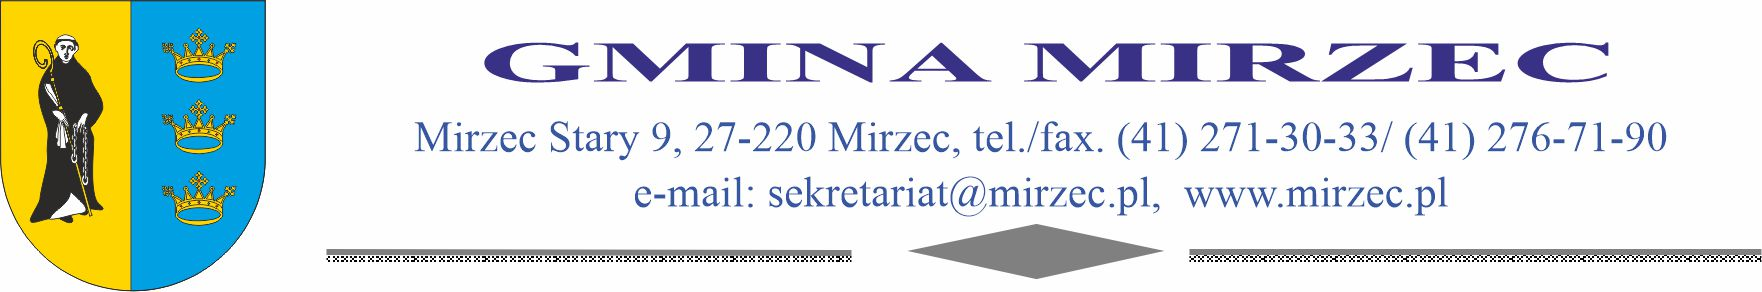 GMINA MIRZEC
Mirzec Stary 9, 27-220 Mirzec, tel./fax. (41) 271-30-33/ (41) 276-71-90
e-mail: sekretariat@mirzec.pl, www.mirzec.pl